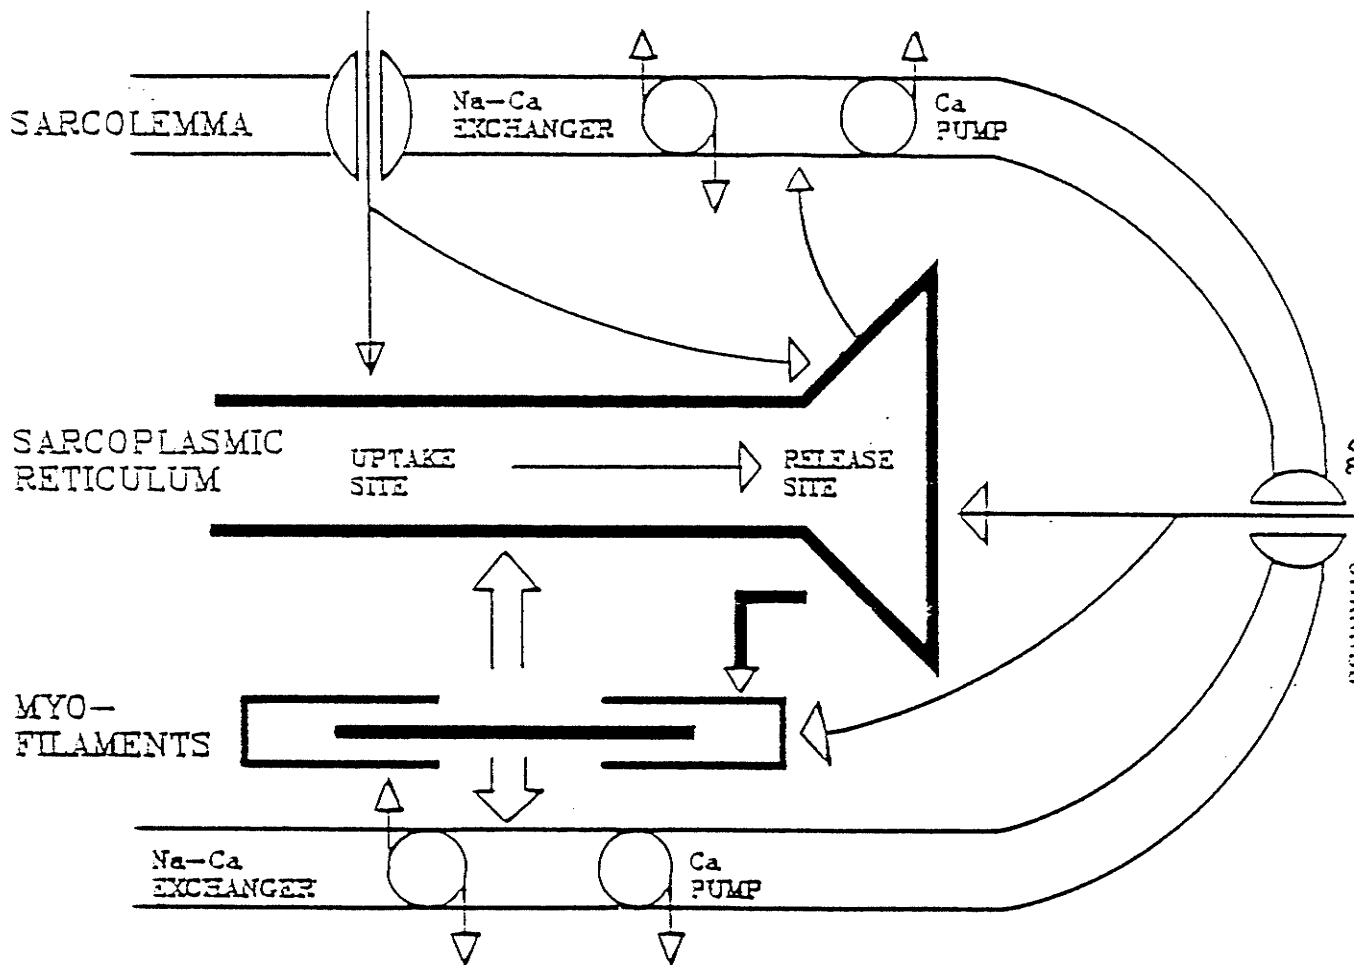 Na-Ca
EXCHANGER
Ca
PUMP
SARCOLEMMA
SARCOPLASMIC
RETICULUM
UPTAKE
SITE
RELEASE
SITE
MYO-
FILAMENTS
Na-Ca
EXCHANGER
Ca
PUMP